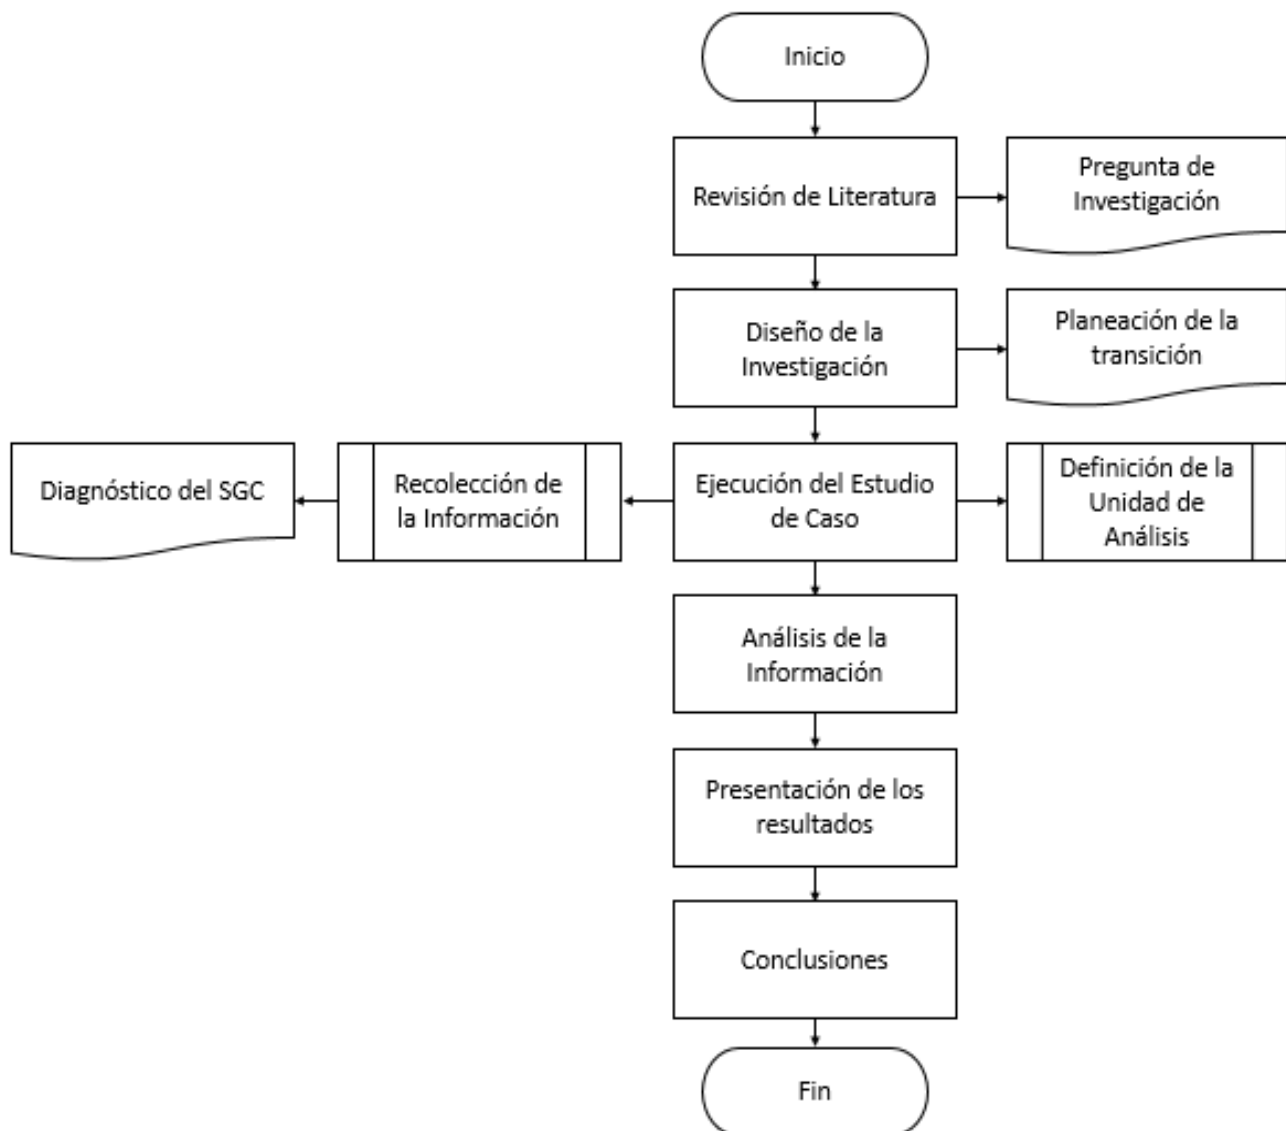 Inicio
Revisión de Literatura
Pregunta de
Investigación
Diseño de la
Investigación
Planeación de la
transición
Diagnóstico del SGC
Recolección de
la Información
Ejecución del Estudio
de Caso
Definición de la
Unidad de
Análisis
Análisis de la
Información
Presentación de los
resultados
Conclusiones
Fin